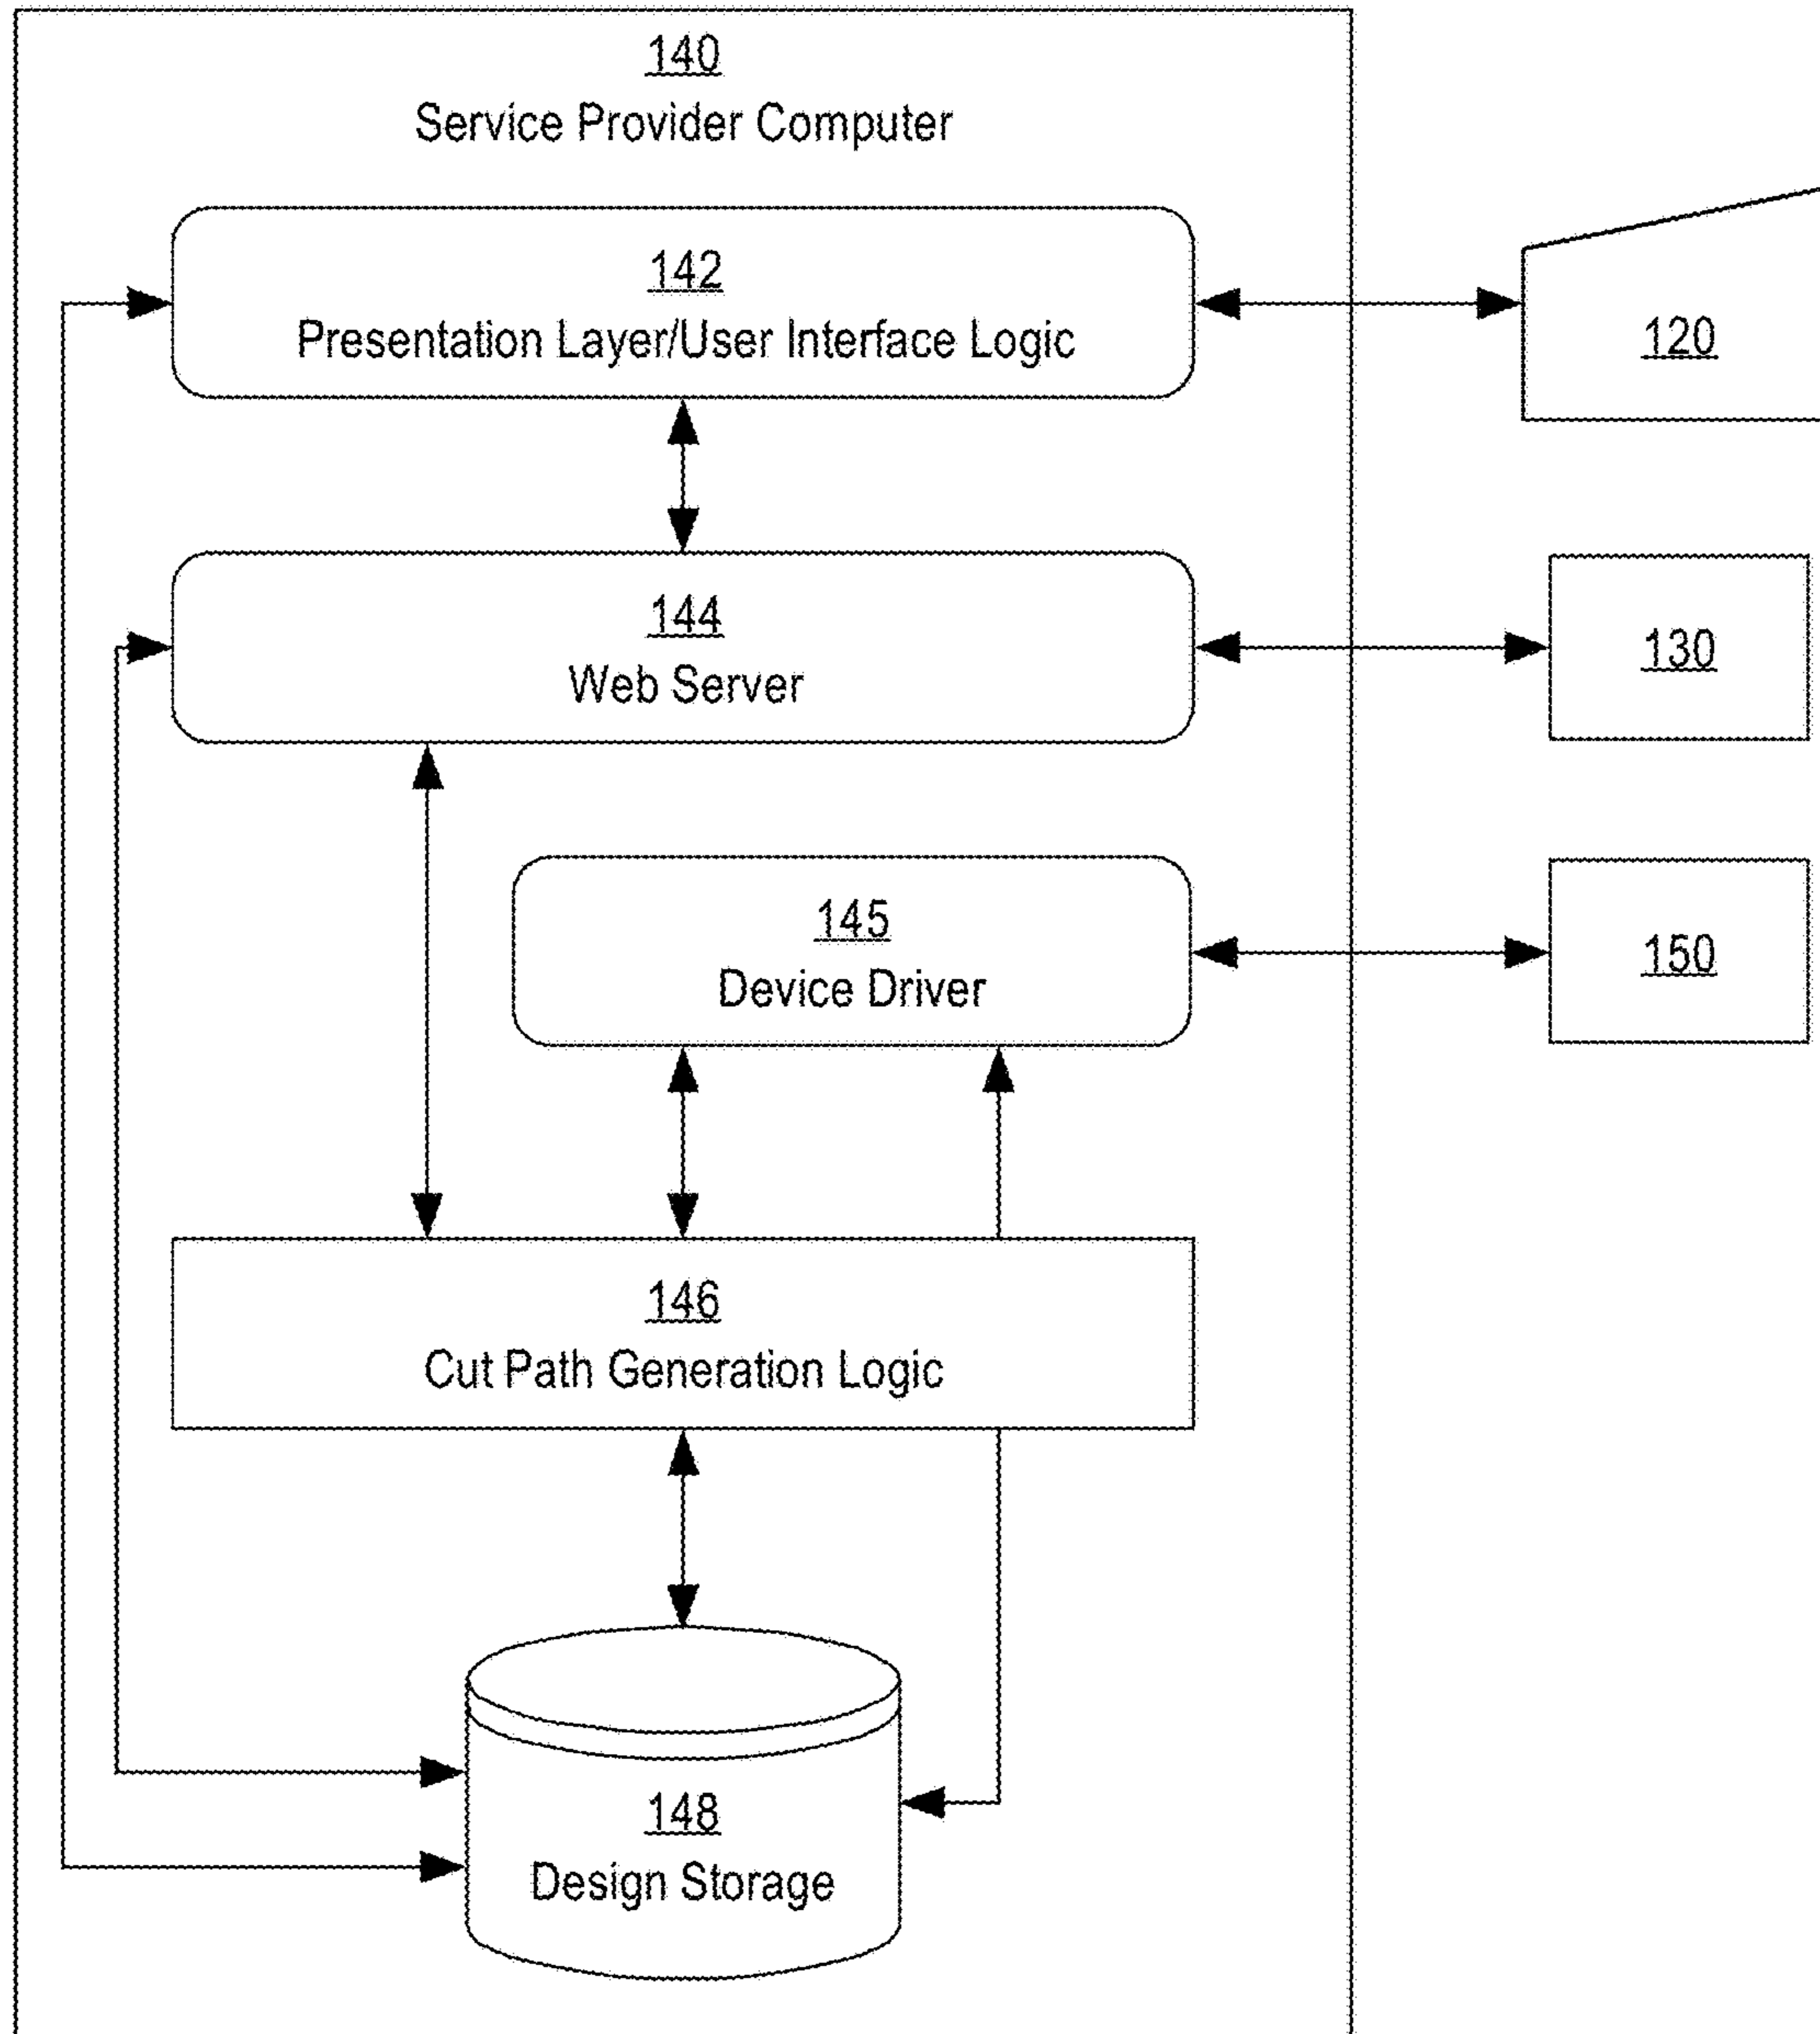 140
Service Provider Computer
142
Presentation Layer/User Interface Logic
120
144
Web Server
130
145
Device Driver
150
146
Cut Path Generation Logic
148
Design Storage